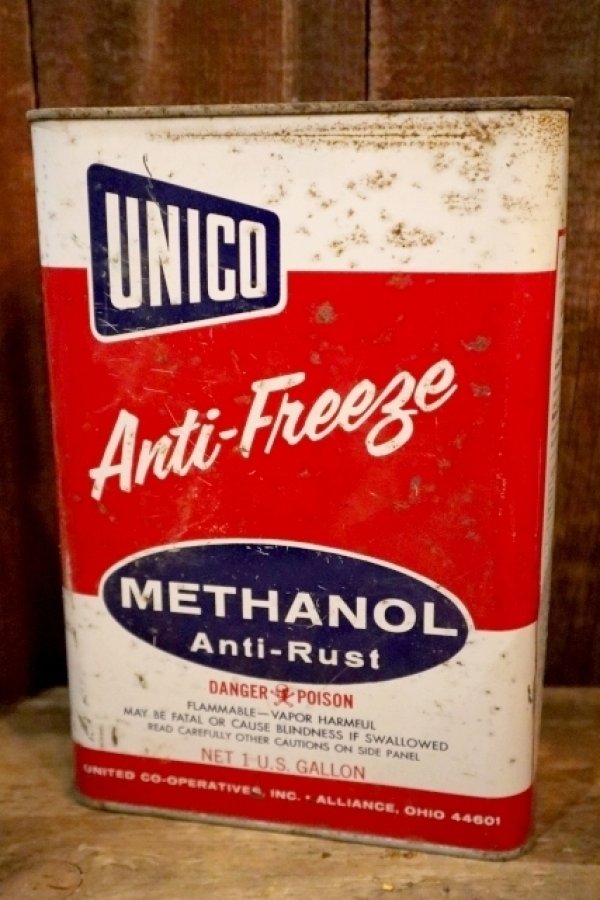 UNICO
Anti-Freeze
METHANOL
Anti-Rust
DANGER POISON
FLAMMABLE—VAPOR HARMFUL
MAY BE FATAL OR CAUSE BLINDNESS IF SWALLOWED
READ CAREFULLY OTHER CAUTIONS ON SIDE PANEL
NET 1 U.S. GALLON
UNITED CO-OPERATIVES, INC. • ALLIANCE, OHIO 44601